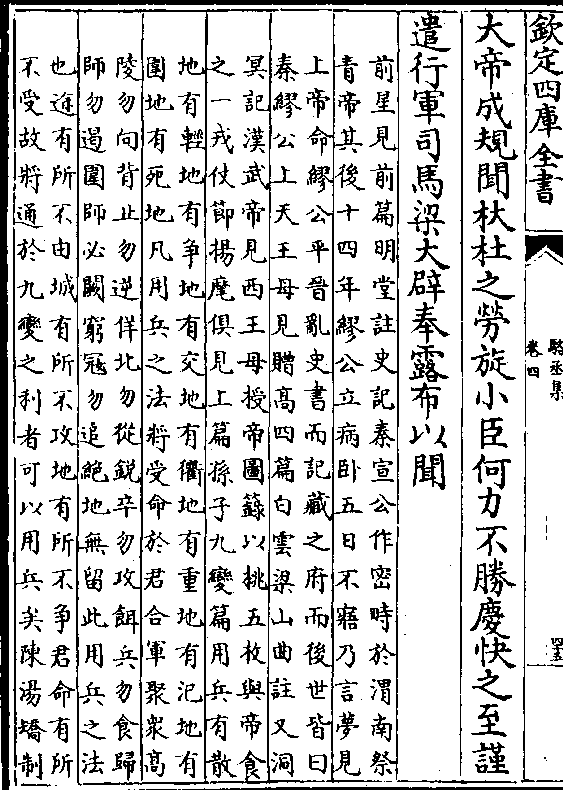 欽定四庫全書
駱丞集
卷四
四十五
大帝成規聞杕杜之勞旋小臣何力不勝慶快之至謹
遣行軍司馬梁大辟奉露布以聞
前星見前篇明堂註史記秦宣公作密畤於渭南祭
青帝其後十四年繆公立病臥五日不寤乃言夢見
上帝命繆公平晉亂史書而記藏之府而後世皆曰
秦繆公上天王母見贈高四篇白雲梁山曲註又洞
冥記漢武帝見西王母授帝圖籙以桃五枚與帝食
之一戎仗節揚麾俱見上篇孫子九變篇用兵有散
地有輕地有爭地有交地有衢地有重地有汜地有
圍地有死地凡用兵之法將受命於君合軍聚衆高
陵勿向背止勿逆佯北勿從銳卒勿攻餌兵勿食歸
師勿遏圍師必闕窮寇勿追絶地無留此用兵之法
也途有所不由城有所不攻地有所不爭君命有所
不受故將通於九變之利者可以用兵矣陳湯矯制